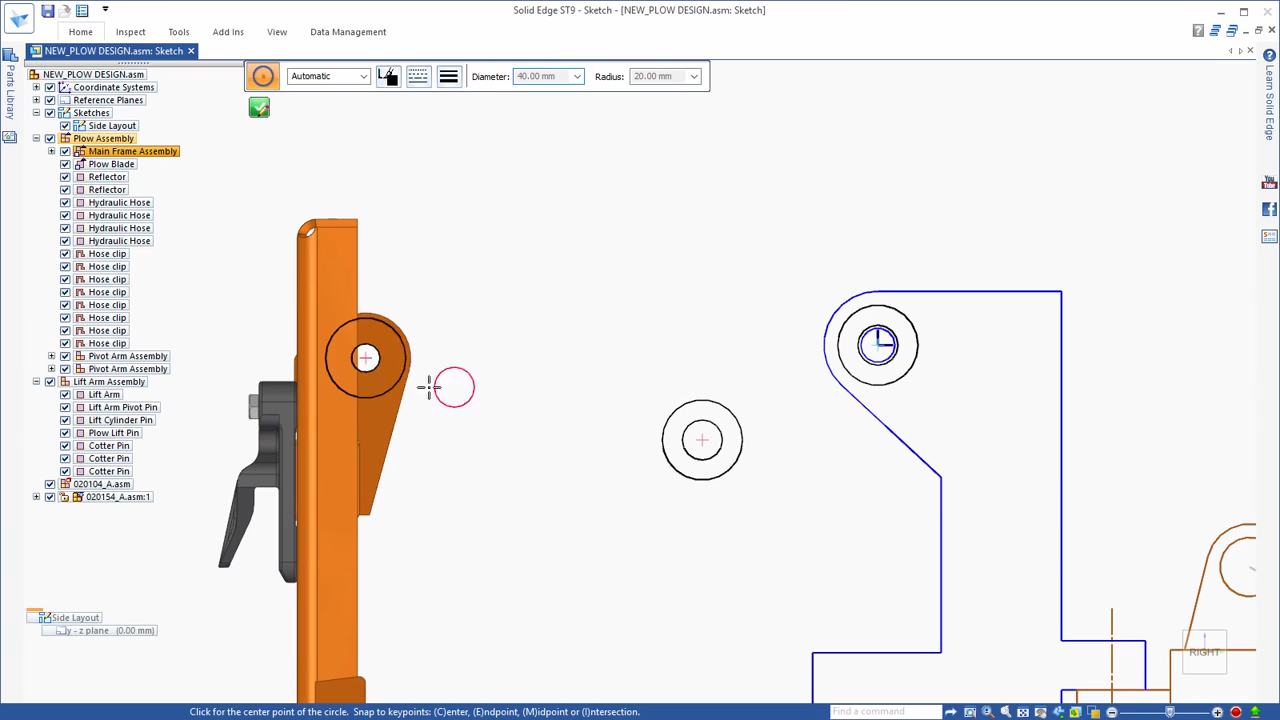 Solid Edge ST9 - Sketch - [NEW_PLOW DESIGN.asm: Sketch]
Home Inspect Tools Add Ins View Data Management
NEW_PLOW DESIGN.asm: Sketch
Automatic Diameter: 40.00 mm Radius: 20.00 mm
Parts Library
Learn Solid Edge
You Tube
NEW_PLOW DESIGN.asm
Coordinate Systems
Reference Planes
Sketches
Side Layout
Plow Assembly
Main Frame Assembly
Plow Blade
Reflector
Reflector
Hydraulic Hose
Hydraulic Hose
Hydraulic Hose
Hydraulic Hose
Hose clip
Hose clip
Hose clip
Hose clip
Hose clip
Hose clip
Hose clip
Hose clip
Pivot Arm Assembly
Pivot Arm Assembly
Lift Arm Assembly
Lift Arm
Lift Arm Pivot Pin
Lift Cylinder Pin
Plow Lift Pin
Cotter Pin
Cotter Pin
Cotter Pin
020104_A.asm
020154_A.asm:1
Side Layout
y - z plane (0.00 mm)
RIGHT
Click for the center point of the circle. Snap to keypoints: (C)enter, (E)ndpoint, (M)idpoint or (I)ntersection.
Find a command